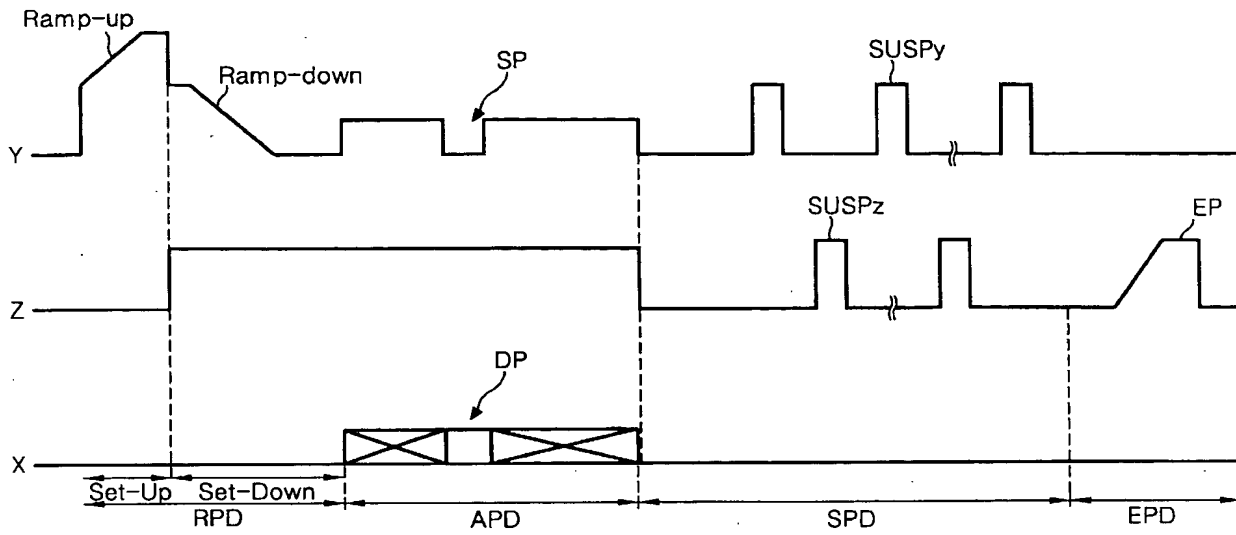 Ramp-up
Ramp-down
SP
SUSPy
Y
SUSPz
EP
Z
DP
X
Set-Up Set-Down
RPD APD SPD EPD